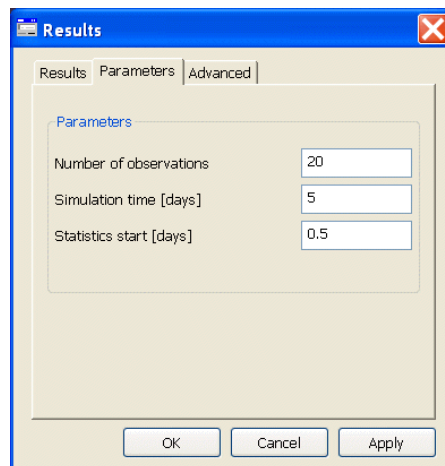 Results
Results Parameters Advanced
Parameters
Number of observations 20
Simulation time [days] 5
Statistics start [days] 0.5
OK Cancel Apply